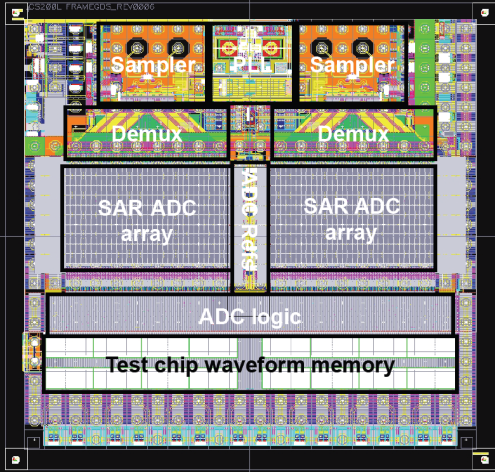 CS200L FRAMEGDS_REV0006
Sampler
PLL
Sampler
Demux
Demux
SAR ADC
array
ADC Refs
SAR ADC
array
ADC logic
Test chip waveform memory